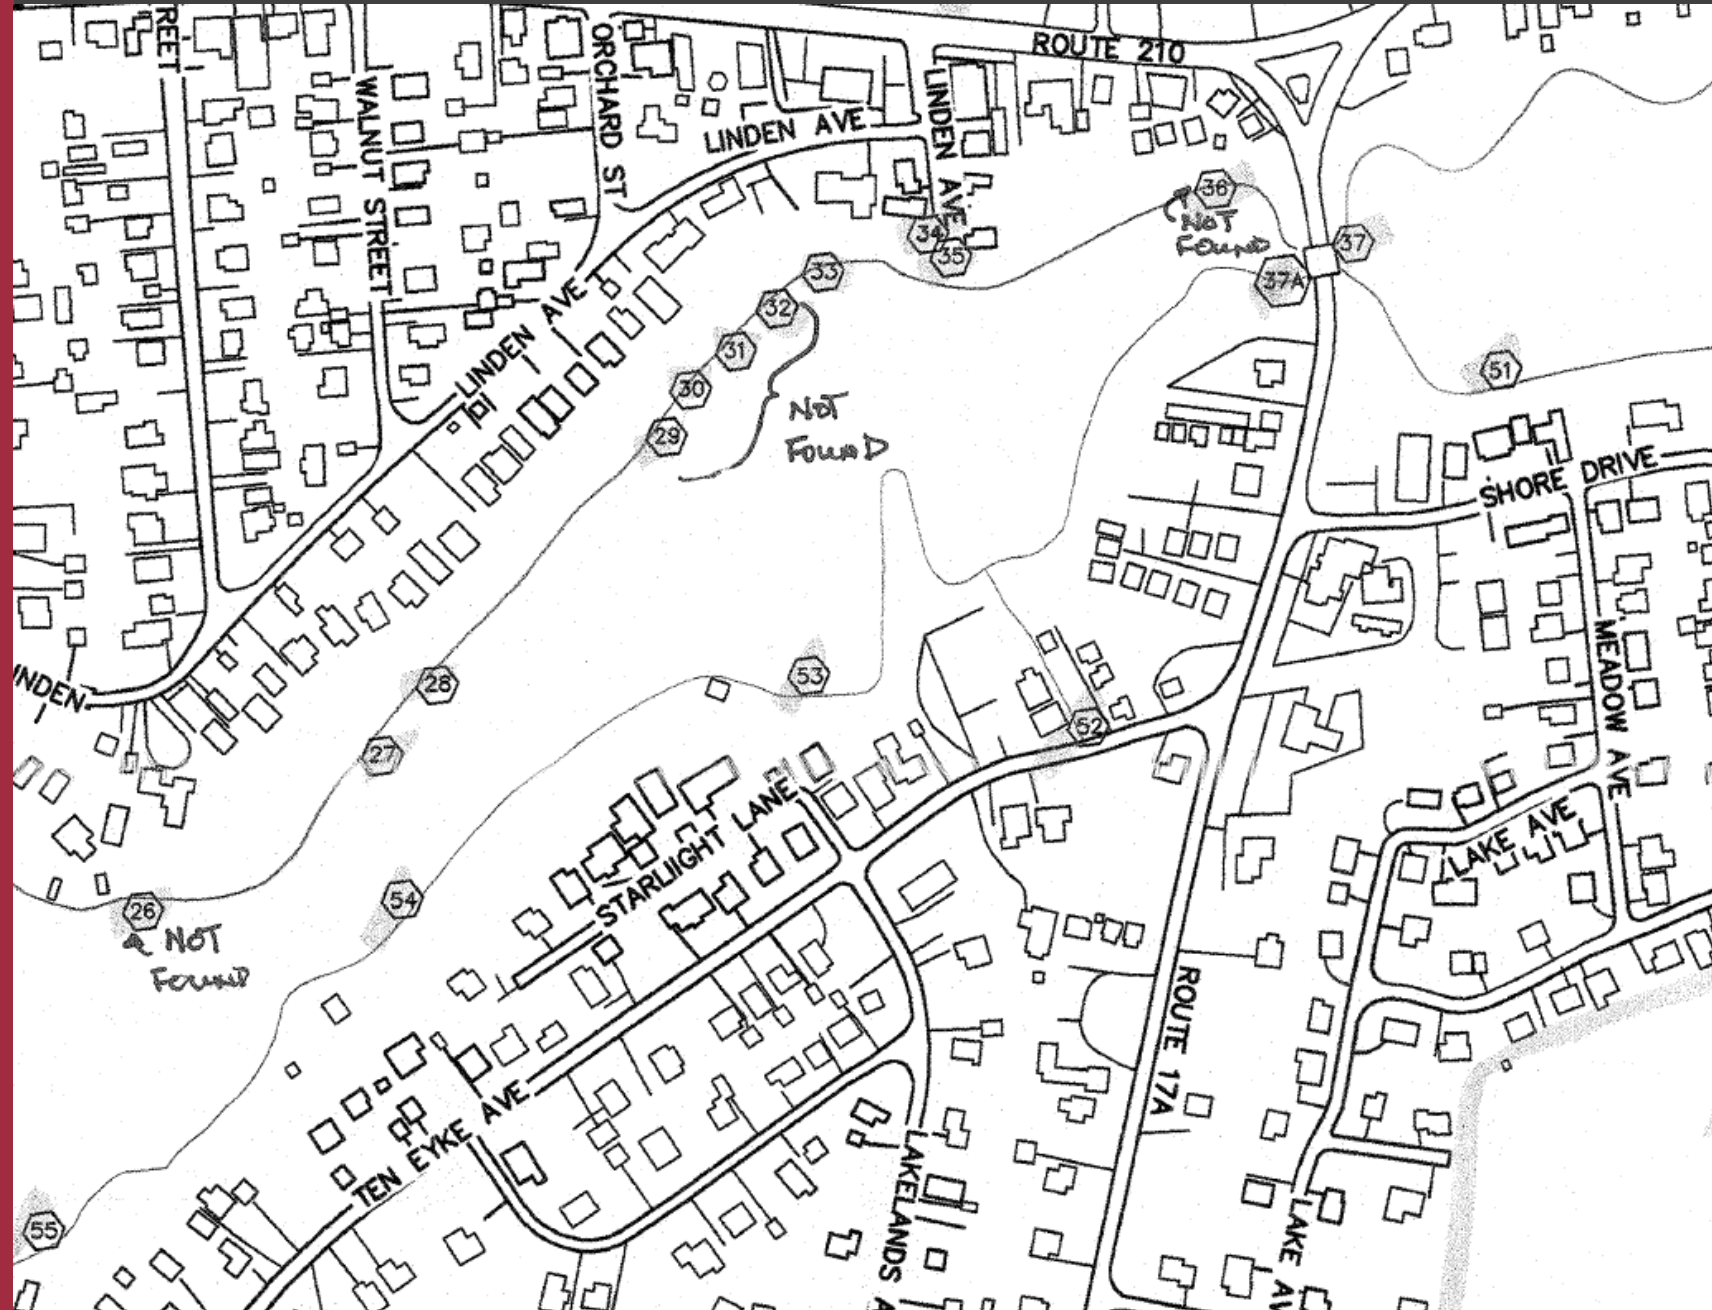 REET
WALNUT STREET
ORCHARD ST
LINDEN AVE
LINDEN AVE
ROUTE 210
36
NOT
FOUND
34
35
37
37A
33
32
31
30
29
NOT
FOUND
LINDEN AVE
51
SHORE DRIVE
MEADOW AVE
INDEN
28
27
53
52
STARLIIGHT LANE
LAKE AVE
26
NOT
FOUND
54
ROUTE 17A
TEN EYKE AVE
55
LAKELANDS A
LAKE AV